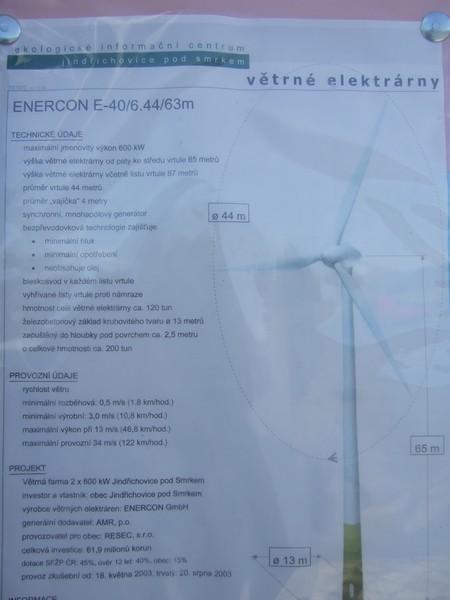 ekologické informační centrum
jindřichovice pod smrkem
větrné elektrárny
ENERCON E-40/6.44/63m
TECHNICKÉ ÚDAJE
maximální jmenovitý výkon 600 kW
výška větrné elektrárny od paty ke středu vrtule 65 metrů
výška větrné elektrárny včetně listu vrtule 87 metrů
průměr vrtule 44 metrů
průměr „vajíčka" 4 metry
synchronní, mnohapólový generátor
bezpřevodovková technologie zajišťuje
• minimální hluk
• minimální opotřebení
• neobsahuje olej
bleskosvod v každém listu vrtule
vyhřívané listy vrtule proti námraze
hmotnost celé větrné elektrárny ca. 120 tun
železobetonový základ kruhovitého tvaru ø 13 metrů
zapuštěný do hloubky pod povrchem ca. 2,5 metru
o celkové hmotnosti ca. 200 tun
ø 44 m
PROVOZNÍ ÚDAJE
rychlost větru
minimální rozběhová: 0,5 m/s (1,8 km/hod.)
minimální výrobní: 3,0 m/s (10,8 km/hod.)
maximální výkon při 13 m/s (46,8 km/hod.)
maximální provozní 34 m/s (122 km/hod.)
65 m
PROJEKT
Větrná farma 2 x 600 kW Jindřichovice pod Smrkem
investor a vlastník: obec Jindřichovice pod Smrkem
výrobce větrných elektráren: ENERCON GmbH
generální dodavatel: AMR, p.o.
provozovatel pro obec: RESEC, s.r.o.
celková investice: 61,9 milionů korun
dotace SFŽP ČR: 45%, úvěr 12 let: 40%, obec: 15%
provoz zkušební od: 18. května 2003, trvalý: 20. srpna 2003
ø 13 m